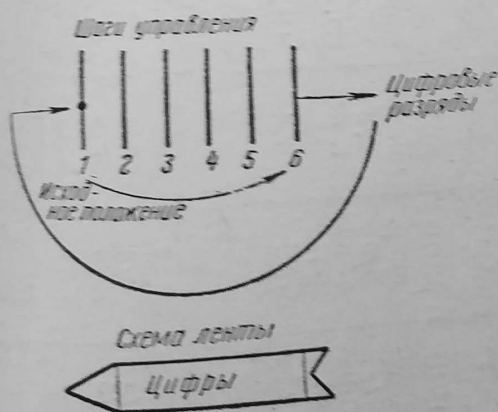 Шаги управления
Цифровые
разряды
1 2 3 4 5 6
Исход-
ное положение
Схема ленты
Цифры